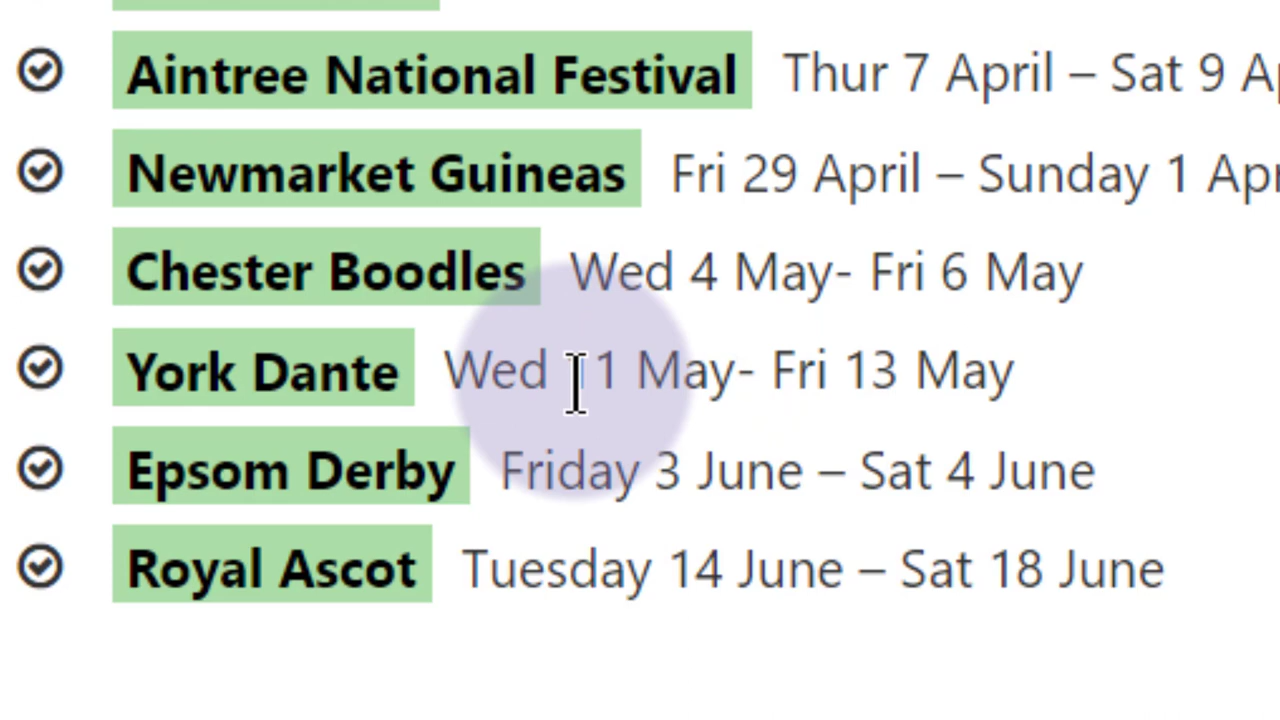 Aintree National Festival Thur 7 April – Sat 9
Newmarket Guineas Fri 29 April – Sunday 1
Chester Boodles Wed 4 May- Fri 6 May
York Dante Wed 11 May- Fri 13 May
Epsom Derby Friday 3 June – Sat 4 June
Royal Ascot Tuesday 14 June – Sat 18 June